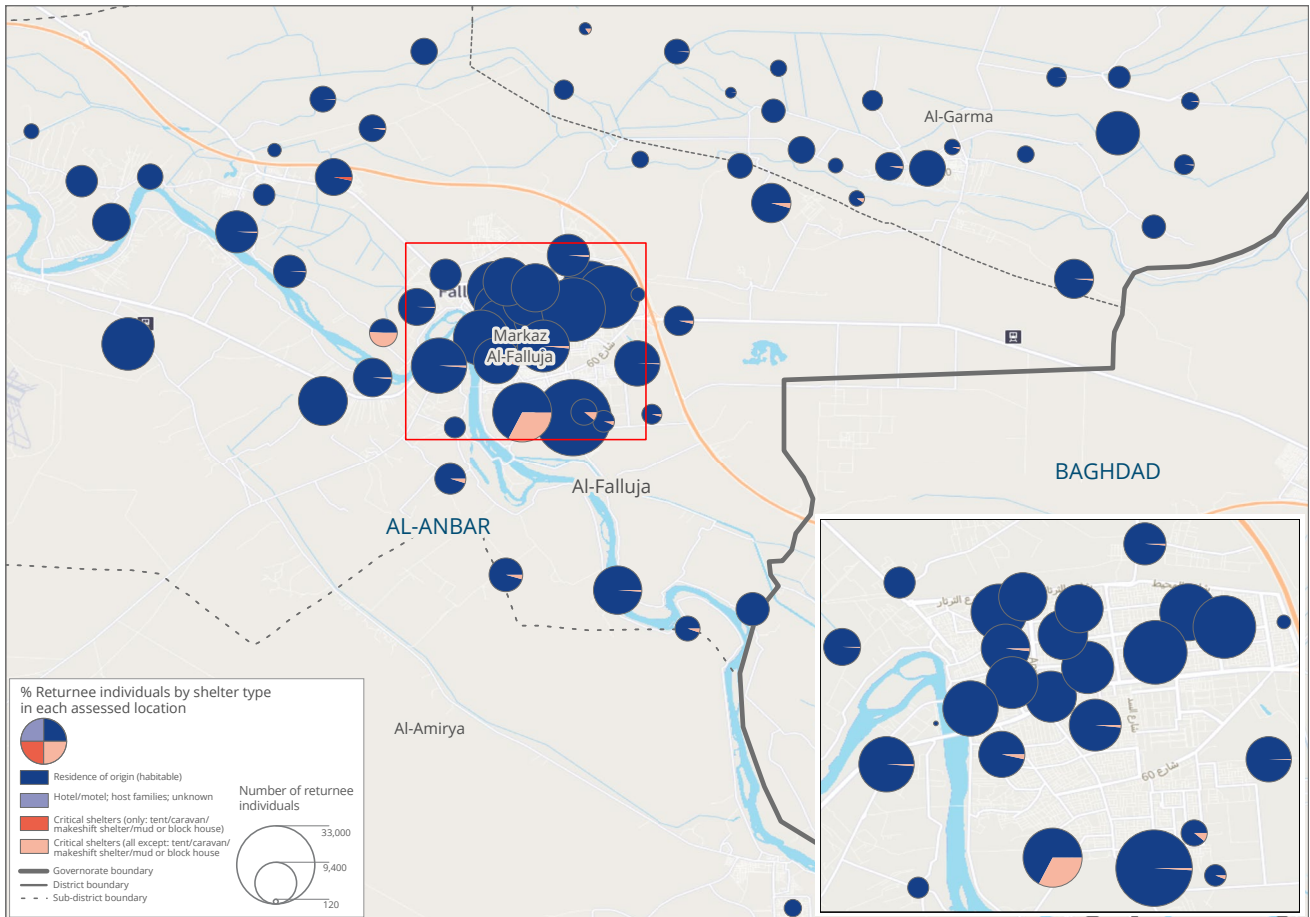 Al-Garma
Fall
Markaz
Al-Falluja
شارع 60
BAGHDAD
Al-Falluja
AL-ANBAR
شارع 60
شارع السد
Al-Amirya
% Returnee individuals by shelter type
in each assessed location
Residence of origin (habitable)
Hotel/motel; host families; unknown
Critical shelters (only: tent/caravan/
makeshift shelter/mud or block house)
Critical shelters (all except: tent/caravan/
makeshift shelter/mud or block house
Governorate boundary
District boundary
Sub-district boundary
Number of returnee
individuals
33,000
9,400
120